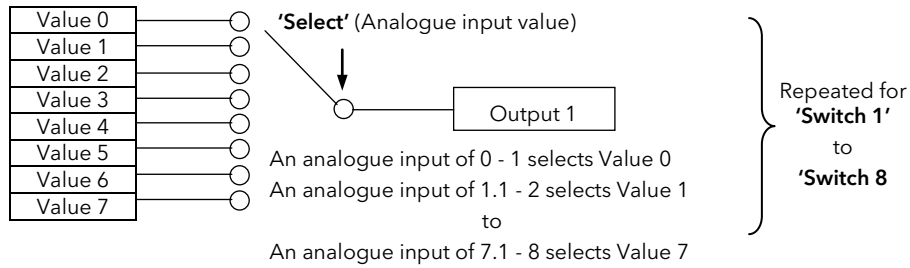 Value 0
Value 1
Value 2
Value 3
Value 4
Value 5
Value 6
Value 7
'Select' (Analogue input value)
Output 1
An analogue input of 0 - 1 selects Value 0
An analogue input of 1.1 - 2 selects Value 1
to
An analogue input of 7.1 - 8 selects Value 7
Repeated for
'Switch 1'
to
'Switch 8